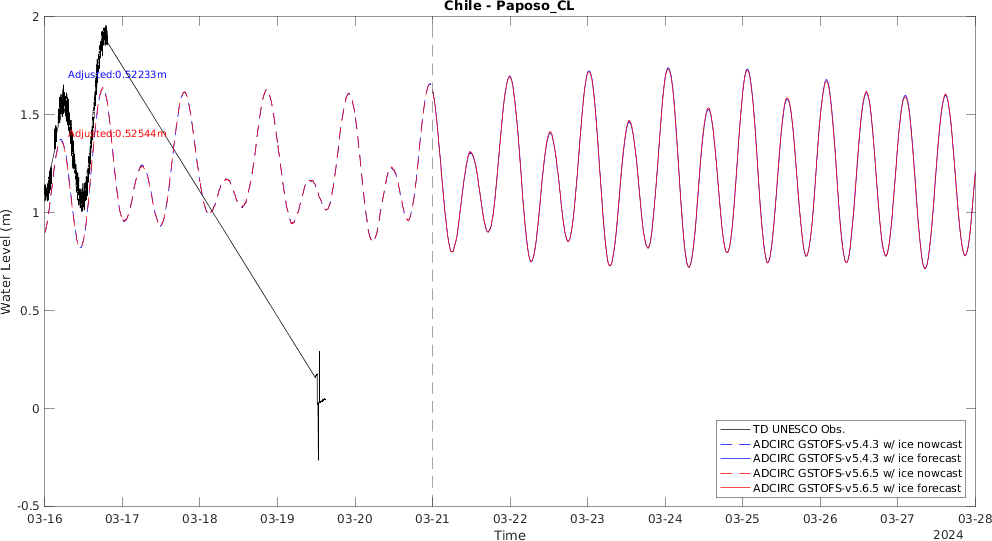 Chile - Paposo_CL
Water Level (m)
2
1.5
1
0.5
0
-0.5
Adjusted:0.52233m
Adjusted:0.52544m
TD UNESCO Obs.
ADCIRC GSTOFS-v5.4.3 w/ ice nowcast
ADCIRC GSTOFS-v5.4.3 w/ ice forecast
ADCIRC GSTOFS-v5.6.5 w/ ice nowcast
ADCIRC GSTOFS-v5.6.5 w/ ice forecast
03-16 03-17 03-18 03-19 03-20 03-21 03-22 03-23 03-24 03-25 03-26 03-27 03-28
Time
2024